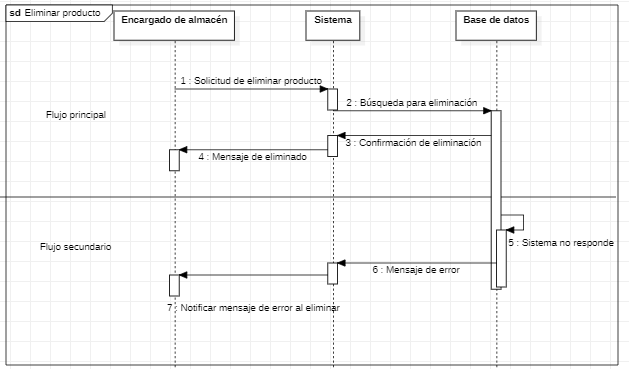 sd Eliminar producto
Encargado de almacén
Sistema
Base de datos
1 : Solicitud de eliminar producto
2 : Búsqueda para eliminación
Flujo principal
3 : Confirmación de eliminación
4 : Mensaje de eliminado
Flujo secundario
5 : Sistema no responde
6 : Mensaje de error
7 : Notificar mensaje de error al eliminar